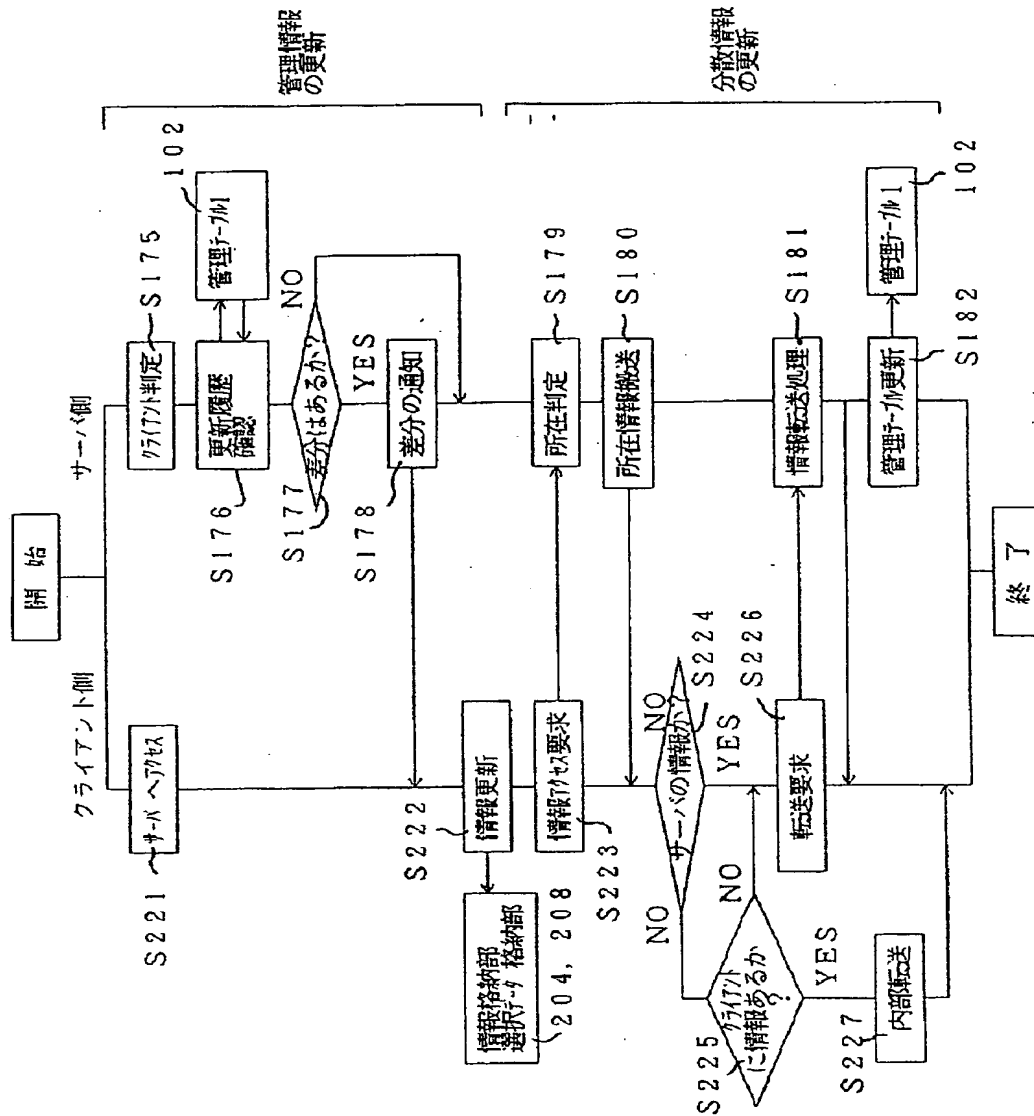 開始
クライアント側
サーバ側
サーバへアクセス
S221
クライアント判定
S175
更新履歴
確認
S176
管理テーブル1
102
差分はあるか?
S177
NO
YES
差分の通知
S178
管理情報
の更新
情報更新
S222
情報格納部
選択データ格納部
204, 208
情報アクセス要求
S223
所在判定
S179
所在情報搬送
S180
サーバの情報か?
S224
NO
NO
YES
クライアント
に情報あるか
?
S225
NO
YES
転送要求
S226
情報転送処理
S181
内部転送
S227
管理テーブル更新
S182
管理テーブル1
102
分散情報
の更新
終了